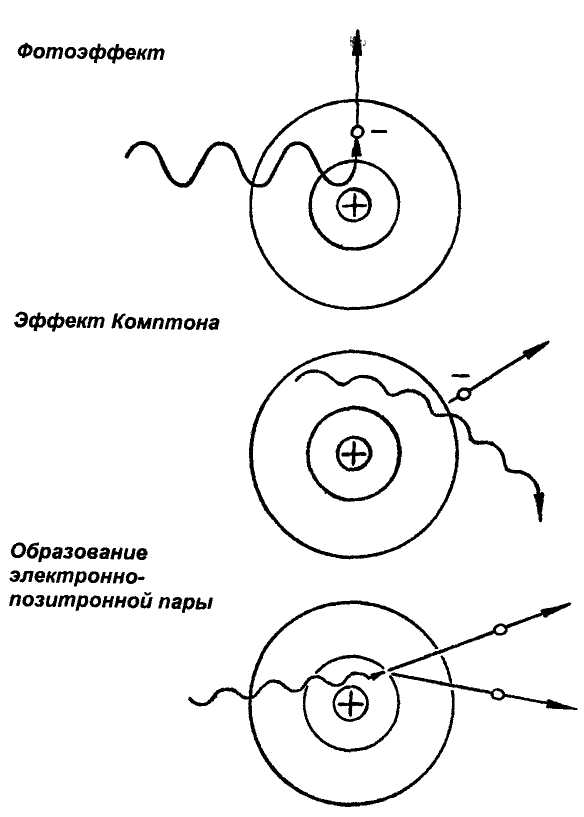 Фотоэффект
−
+
Эффект Комптона
−
+
Образование
электронно-
позитронной пары
+